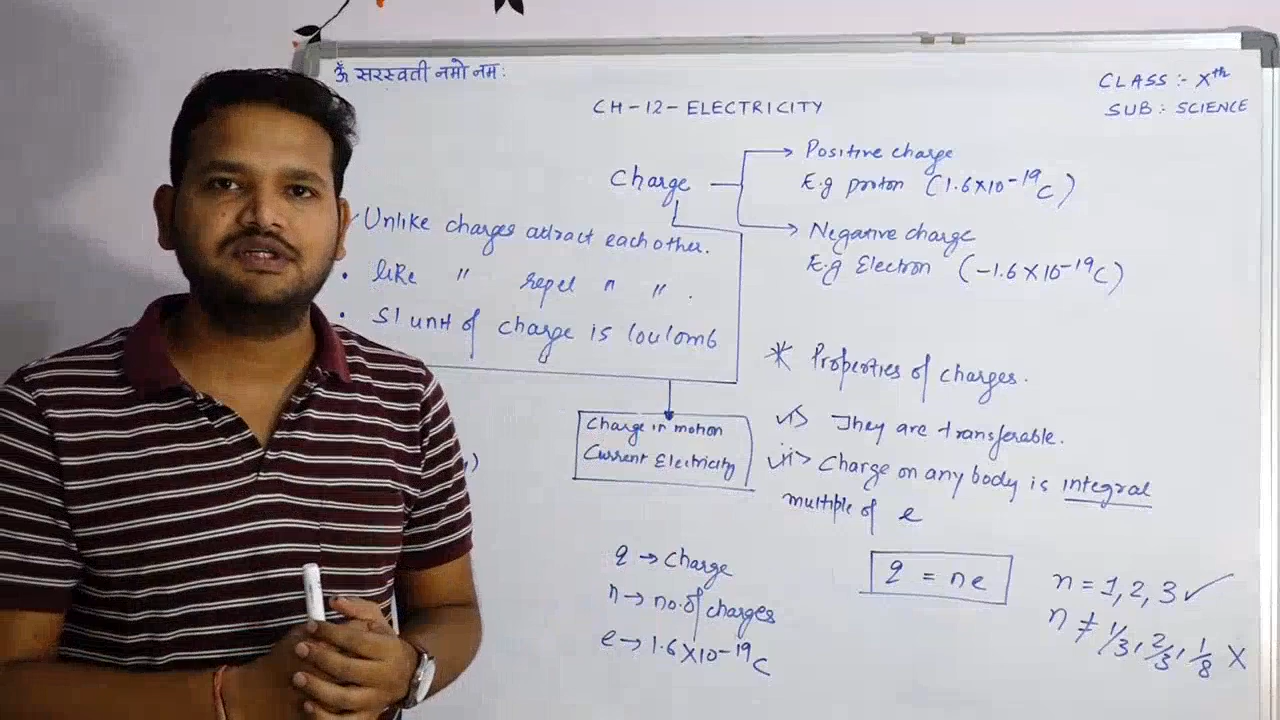 ॐ सरस्वती नमो नमः
CLASS :- Xth
SUB : SCIENCE
CH-12-ELECTRICITY
Charge
Positive charge
E.g proton (1.6×10-19C)
Negative charge
E.g Electron (-1.6×10-19C)
Unlike charges attract each other.
• like " repel " " .
• SI unit of charge is Coulomb
Charge in motion
Current Electricity
* Properties of charges.
i> They are transferable.
ii> Charge on any body is integral
multiple of e
q → Charge
n → no. of charges
e → 1.6×10-19C
q = ne
n = 1, 2, 3 ✓
n ≠ 1/3, 2/3, 1/8 X